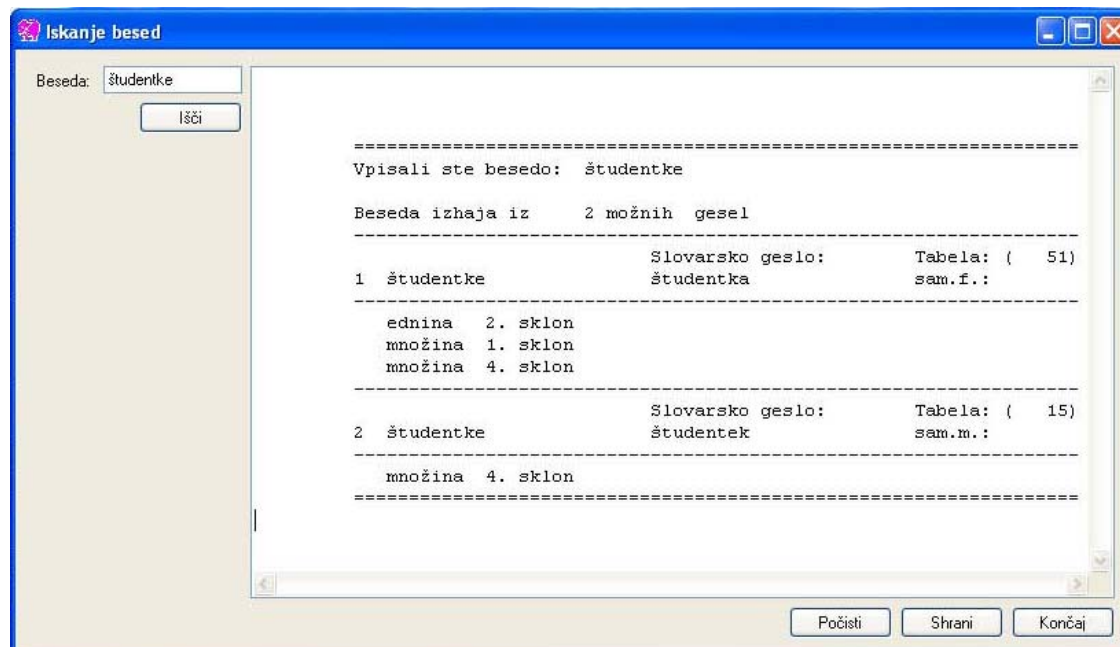 Iskanje besed
Beseda: študentke
Išči
========================================================================
Vpisali ste besedo: študentke
Beseda izhaja iz 2 možnih gesel
------------------------------------------------------------------------
Slovarsko geslo: Tabela: ( 51)
1 študentke študentka sam.f.:
------------------------------------------------------------------------
ednina 2. sklon
množina 1. sklon
množina 4. sklon
------------------------------------------------------------------------
Slovarsko geslo: Tabela: ( 15)
2 študentke študentek sam.m.:
------------------------------------------------------------------------
množina 4. sklon
========================================================================
Počisti Shrani Končaj